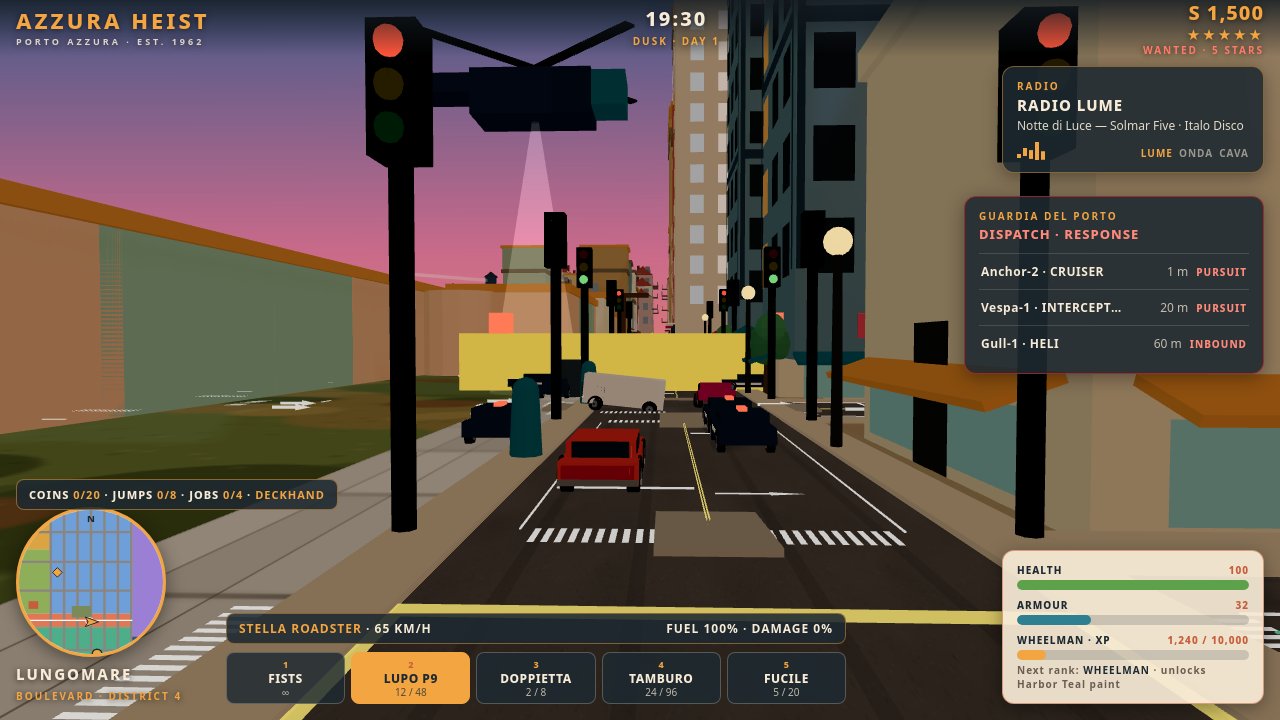 AZZURA HEIST
PORTO AZZURA · EST. 1962
19:30
DUSK · DAY 1
S 1,500
★★★★★
WANTED · 5 STARS
RADIO
RADIO LUME
Notte di Luce — Solmar Five · Italo Disco
LUME ONDA CAVA
GUARDIA DEL PORTO
DISPATCH · RESPONSE
Anchor-2 · CRUISER 1 m PURSUIT
Vespa-1 · INTERCEPT... 20 m PURSUIT
Gull-1 · HELI 60 m INBOUND
COINS 0/20 · JUMPS 0/8 · JOBS 0/4 · DECKHAND
N
LUNGOMARE
BOULEVARD · DISTRICT 4
STELLA ROADSTER · 65 KM/H FUEL 100% · DAMAGE 0%
1
FISTS
∞
2
LUPO P9
12 / 48
3
DOPPIETTA
2 / 8
4
TAMBURO
24 / 96
5
FUCILE
5 / 20
HEALTH 100
ARMOUR 32
WHEELMAN · XP 1,240 / 10,000
Next rank: WHEELMAN · unlocks
Harbor Teal paint